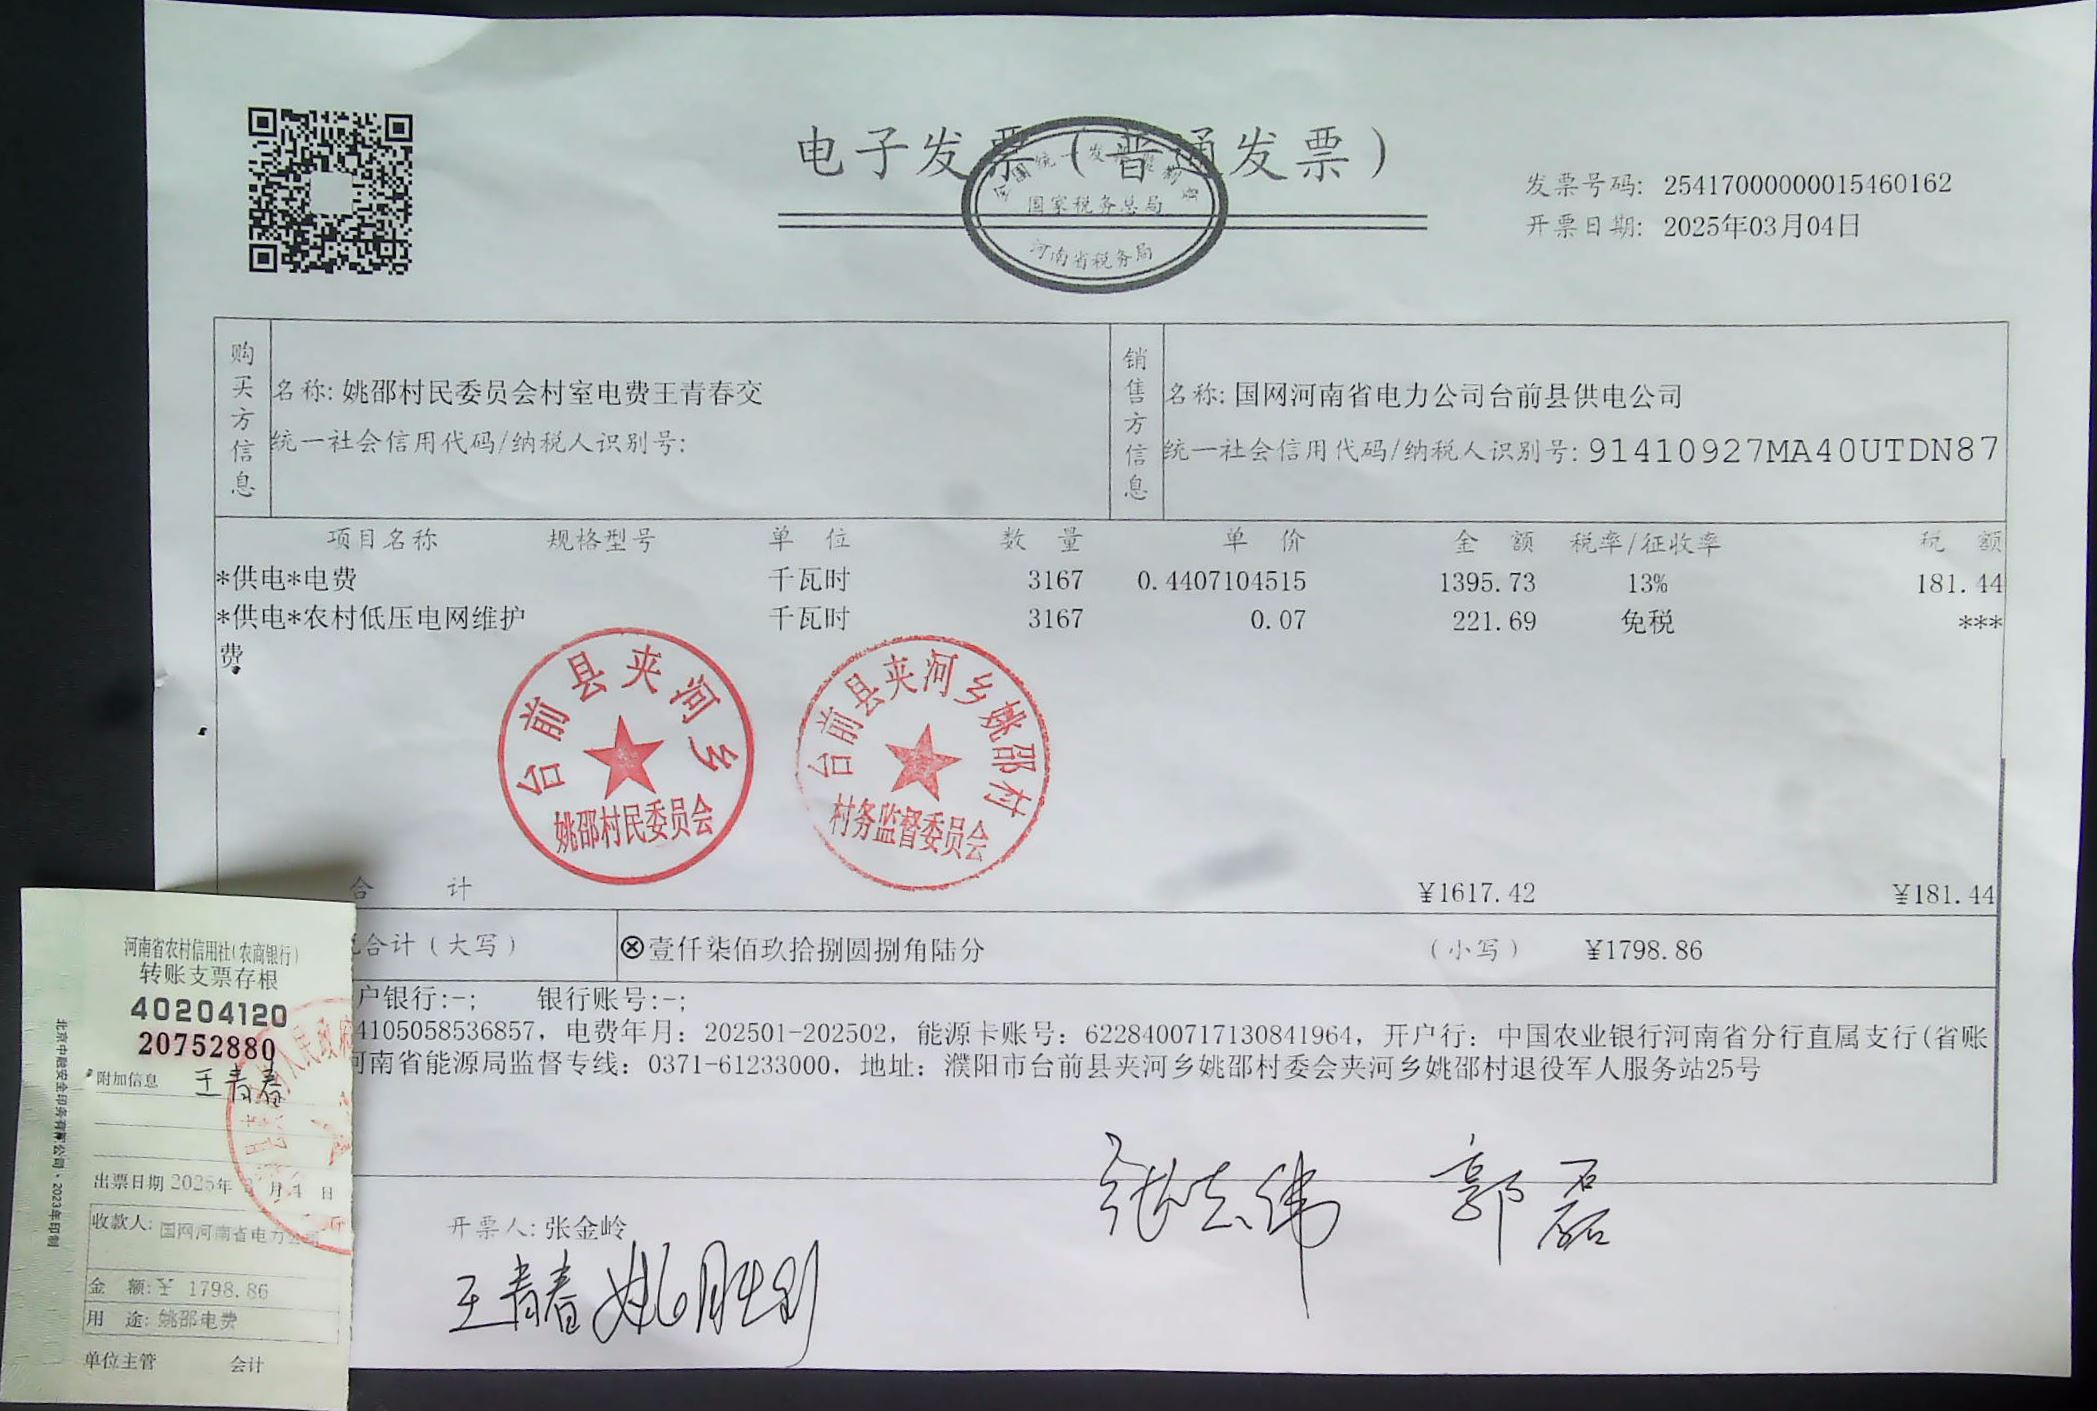 电子发票（普通发票）
全国统一发票监制章
国家税务总局
河南省税务局
发票号码: 25417000000015460162
开票日期: 2025年03月04日
购买方信息
名称: 姚邵村民委员会村室电费王青春交
统一社会信用代码/纳税人识别号:
销售方信息
名称: 国网河南省电力公司台前县供电公司
统一社会信用代码/纳税人识别号: 91410927MA40UTDN87
项目名称 规格型号 单位 数量 单价 金额 税率/征收率 税额
*供电*电费 千瓦时 3167 0.4407104515 1395.73 13% 181.44
*供电*农村低压电网维护 千瓦时 3167 0.07 221.69 免税 ***
费
台前县夹河乡
姚邵村民委员会
台前县夹河乡姚邵村
村务监督委员会
合计 ¥1617.42 ¥181.44
合计（大写） ⊗壹仟柒佰玖拾捌圆捌角陆分 （小写） ¥1798.86
户银行:-; 银行账号:-;
4105058536857, 电费年月: 202501-202502, 能源卡账号: 6228400717130841964, 开户行: 中国农业银行河南省分行直属支行(省账
河南省能源局监督专线: 0371-61233000, 地址: 濮阳市台前县夹河乡姚邵村委会夹河乡姚邵村退役军人服务站25号
开票人: 张金岭
张志伟 郭磊
王青春 姚胜利
河南省农村信用社(农商银行)
转账支票存根
40204120
20752880
附加信息 王青春
出票日期 2025年 月 4 日
收款人: 国网河南省电力公司
金 额: ¥ 1798.86
用 途: 姚邵电费
单位主管 会计
北京中融安全印务有限公司·2023年印制